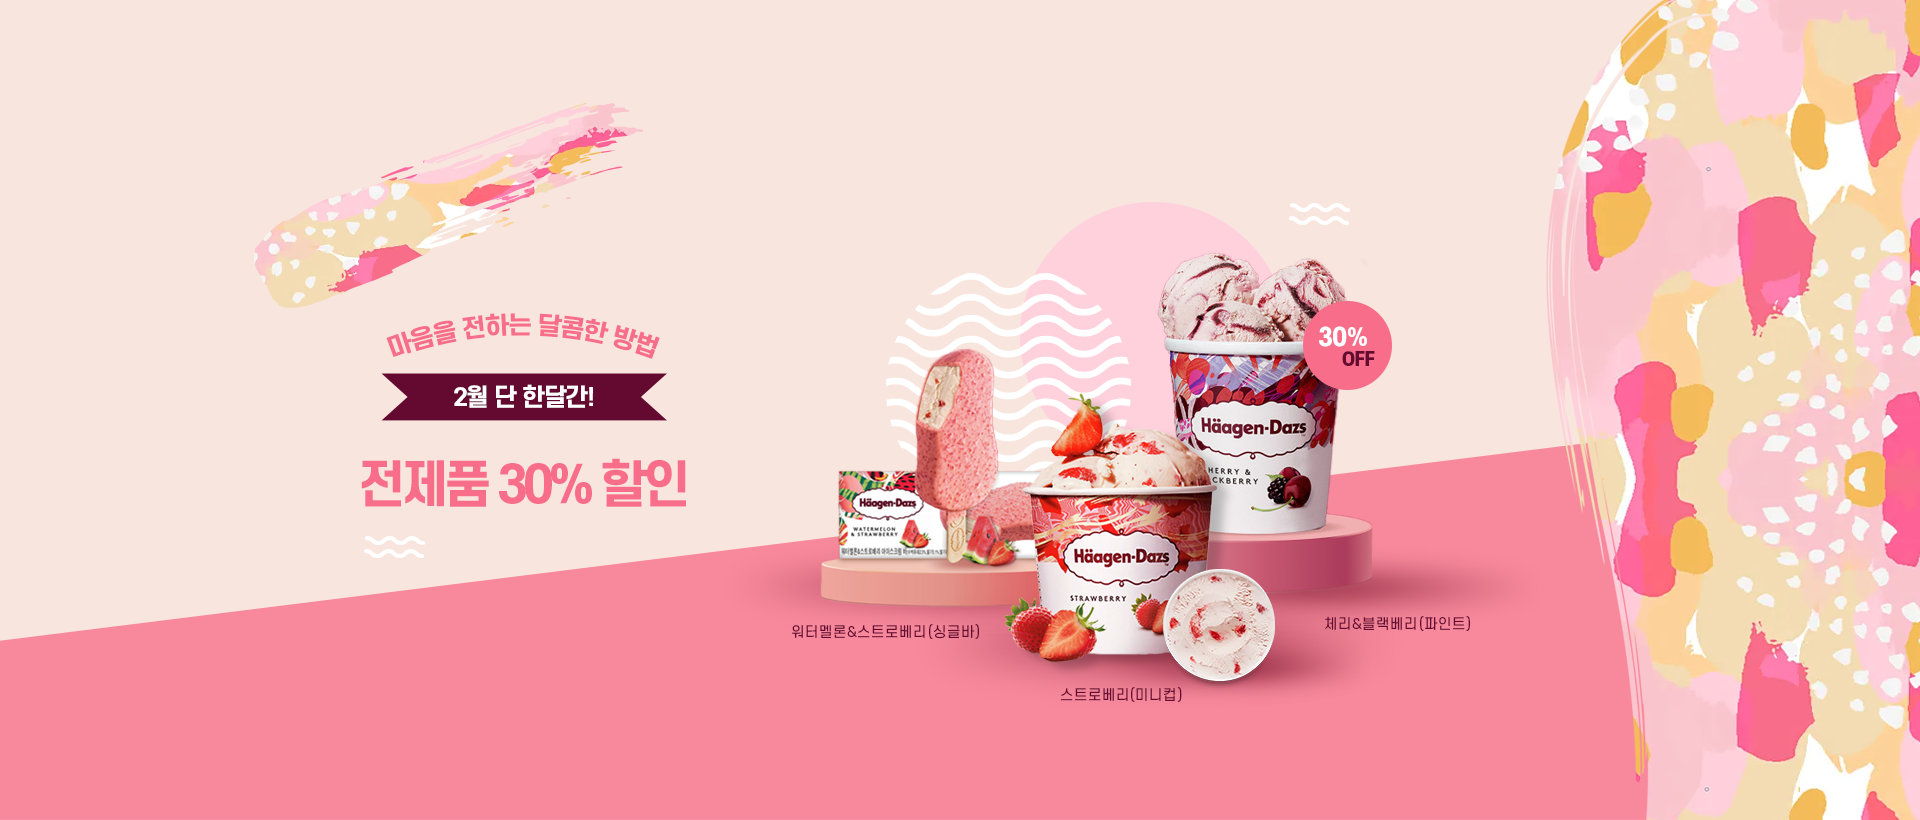 마음을 전하는 달콤한 방법
2월 단 한달간!
전제품 30% 할인
30%
OFF
Häagen-Dazs
HERRY &
CKBERRY
Häagen-Dazs
WATERMELON
& STRAWBERRY
Häagen-Dazs
STRAWBERRY
워터멜론&스트로베리(싱글바)
체리&블랙베리(파인트)
스트로베리(미니컵)